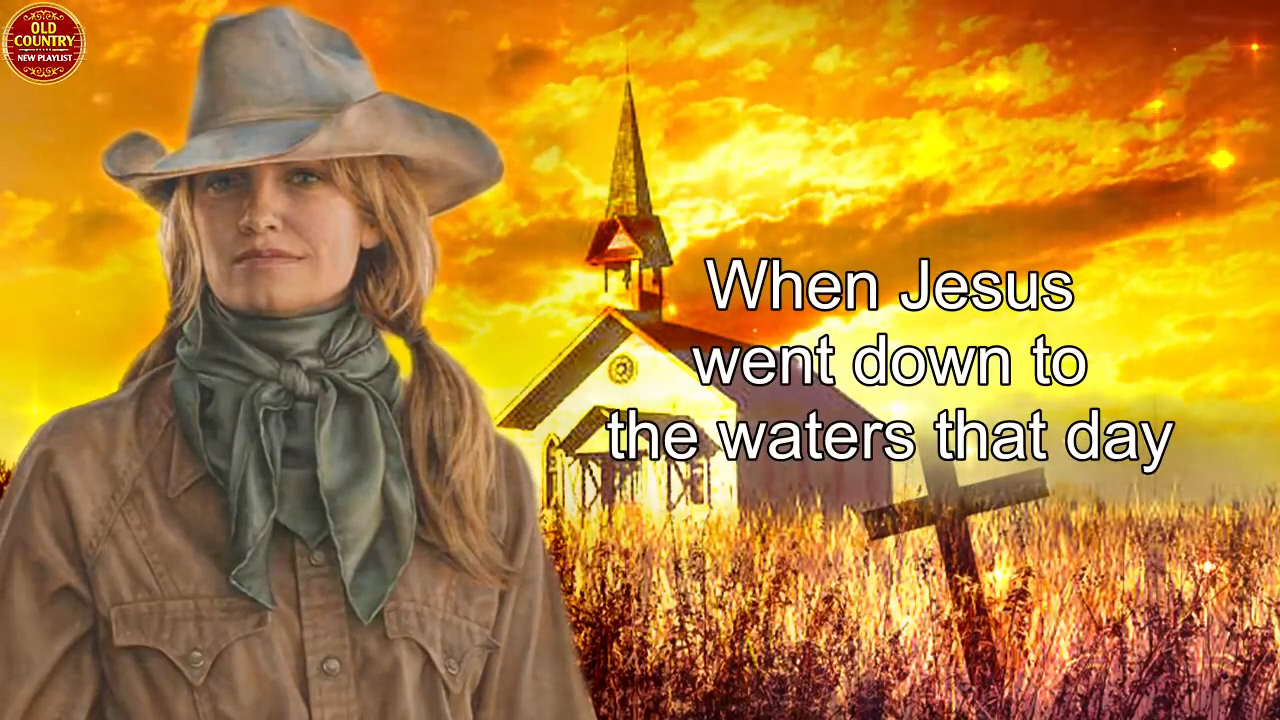 OLD
COUNTRY
NEW PLAYLIST
When Jesus
went down to
the waters that day